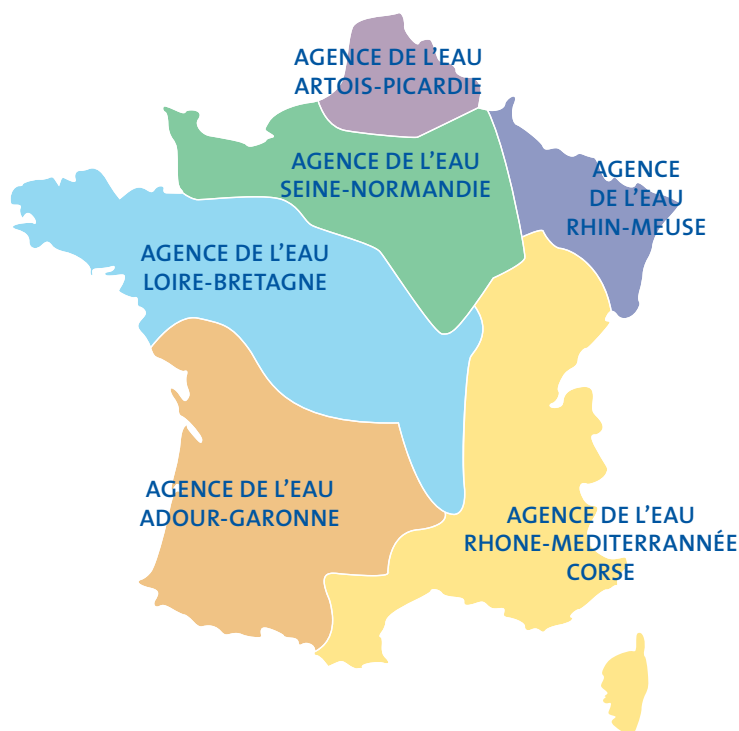 AGENCE DE L'EAU
ARTOIS-PICARDIE
AGENCE DE L'EAU
SEINE-NORMANDIE
AGENCE
DE L'EAU
RHIN-MEUSE
AGENCE DE L'EAU
LOIRE-BRETAGNE
AGENCE DE L'EAU
ADOUR-GARONNE
AGENCE DE L'EAU
RHONE-MEDITERRANNÉE
CORSE